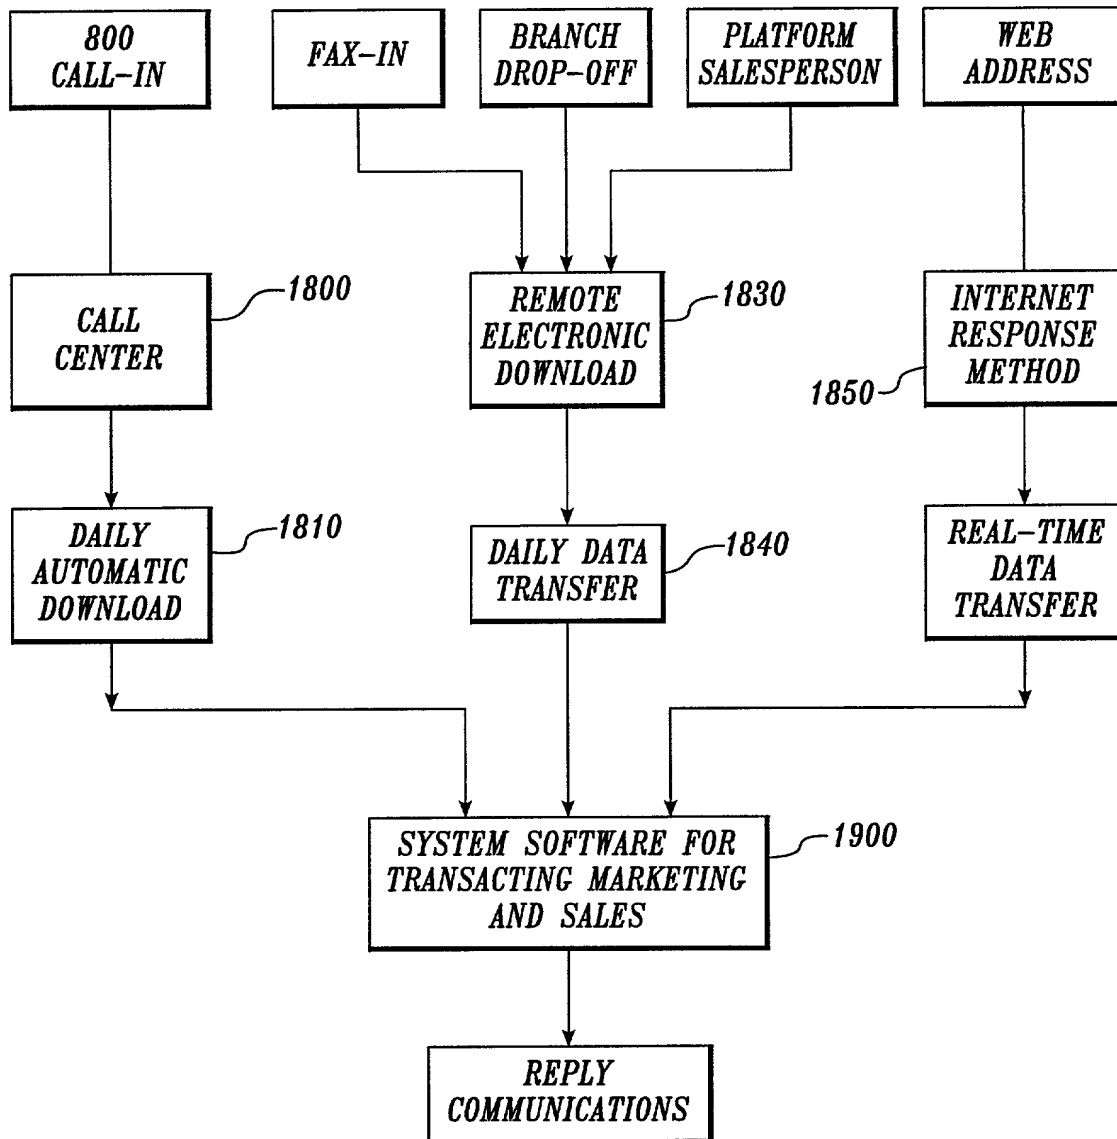 800
CALL-IN
FAX-IN
BRANCH
DROP-OFF
PLATFORM
SALESPERSON
WEB
ADDRESS
CALL
CENTER
1800
REMOTE
ELECTRONIC
DOWNLOAD
1830
INTERNET
RESPONSE
METHOD
1850
DAILY
AUTOMATIC
DOWNLOAD
1810
DAILY DATA
TRANSFER
1840
REAL-TIME
DATA
TRANSFER
SYSTEM SOFTWARE FOR
TRANSACTING MARKETING
AND SALES
1900
REPLY
COMMUNICATIONS